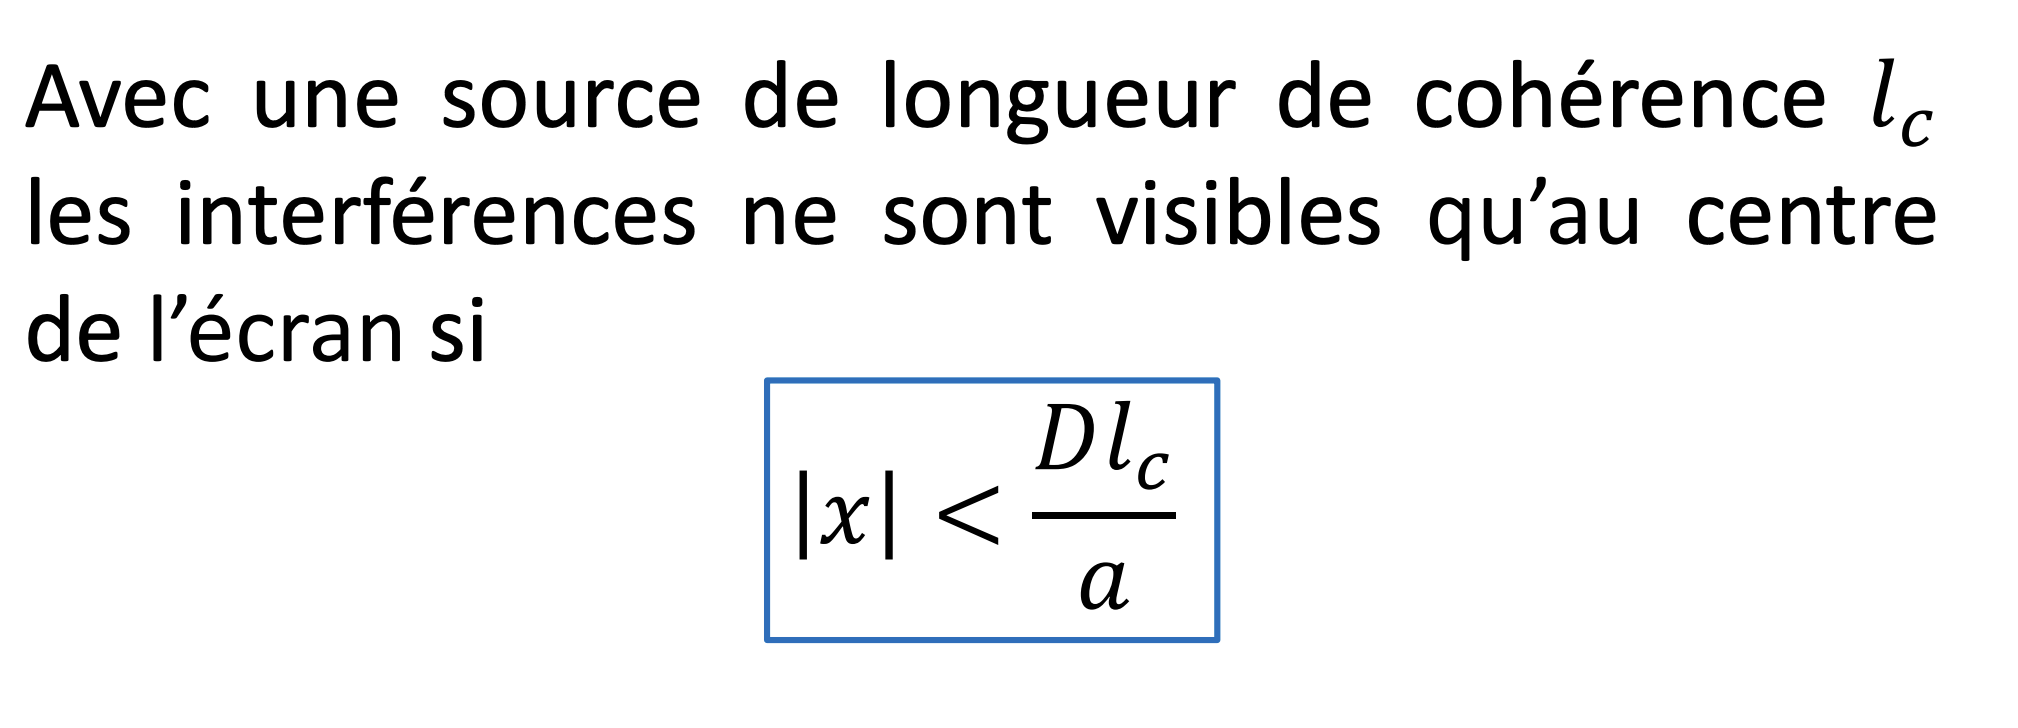 Avec une source de longueur de cohérence $l_c$
les interférences ne sont visibles qu’au centre
de l’écran si
$|x| < \frac{D l_c}{a}$